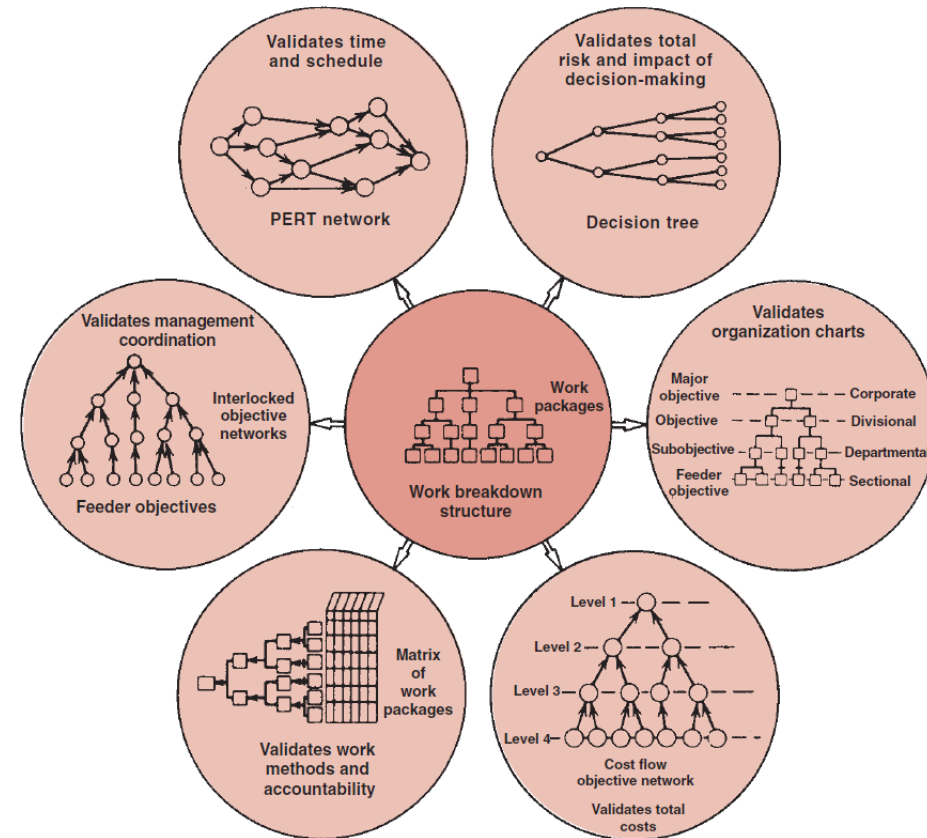 Validates time
and schedule
PERT network
Validates total
risk and impact of
decision-making
Decision tree
Validates management
coordination
Interlocked
objective
networks
Feeder objectives
Work
packages
Work breakdown
structure
Validates
organization charts
Major
objective
Corporate
Objective
Divisional
Subobjective
Departmental
Feeder
objective
Sectional
Matrix
of
work
packages
Validates work
methods and
accountability
Level 1
Level 2
Level 3
Level 4
Cost flow
objective network
Validates total
costs